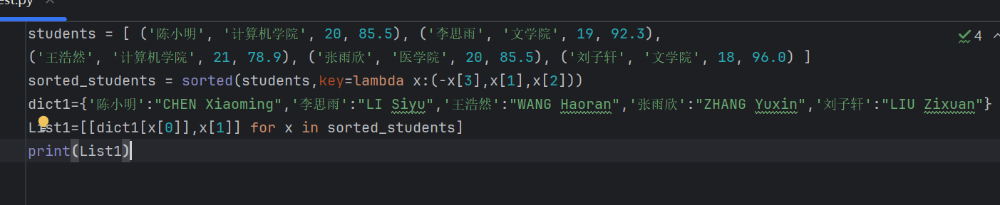 est.py
students = [ ('陈小明', '计算机学院', 20, 85.5), ('李思雨', '文学院', 19, 92.3),
4
('王浩然', '计算机学院', 21, 78.9), ('张雨欣', '医学院', 20, 85.5), ('刘子轩', '文学院', 18, 96.0) ]
sorted_students = sorted(students,key=lambda x:(-x[3],x[1],x[2]))
dict1={'陈小明':"CHEN Xiaoming",'李思雨':"LI Siyu",'王浩然':"WANG Haoran",'张雨欣':"ZHANG Yuxin",'刘子轩':"LIU Zixuan"}
List1=[[dict1[x[0]],x[1]] for x in sorted_students]
print(List1)